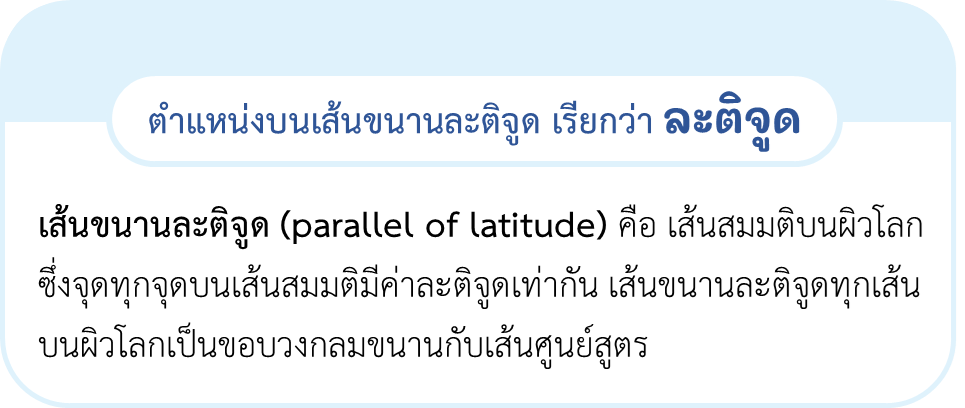 ตำแหน่งบนเส้นขนานละติจูด เรียกว่า ละติจูด
เส้นขนานละติจูด (parallel of latitude) คือ เส้นสมมติบนผิวโลก
ซึ่งจุดทุกจุดบนเส้นสมมติมีค่าละติจูดเท่ากัน เส้นขนานละติจูดทุกเส้น
บนผิวโลกเป็นขอบวงกลมขนานกับเส้นศูนย์สูตร